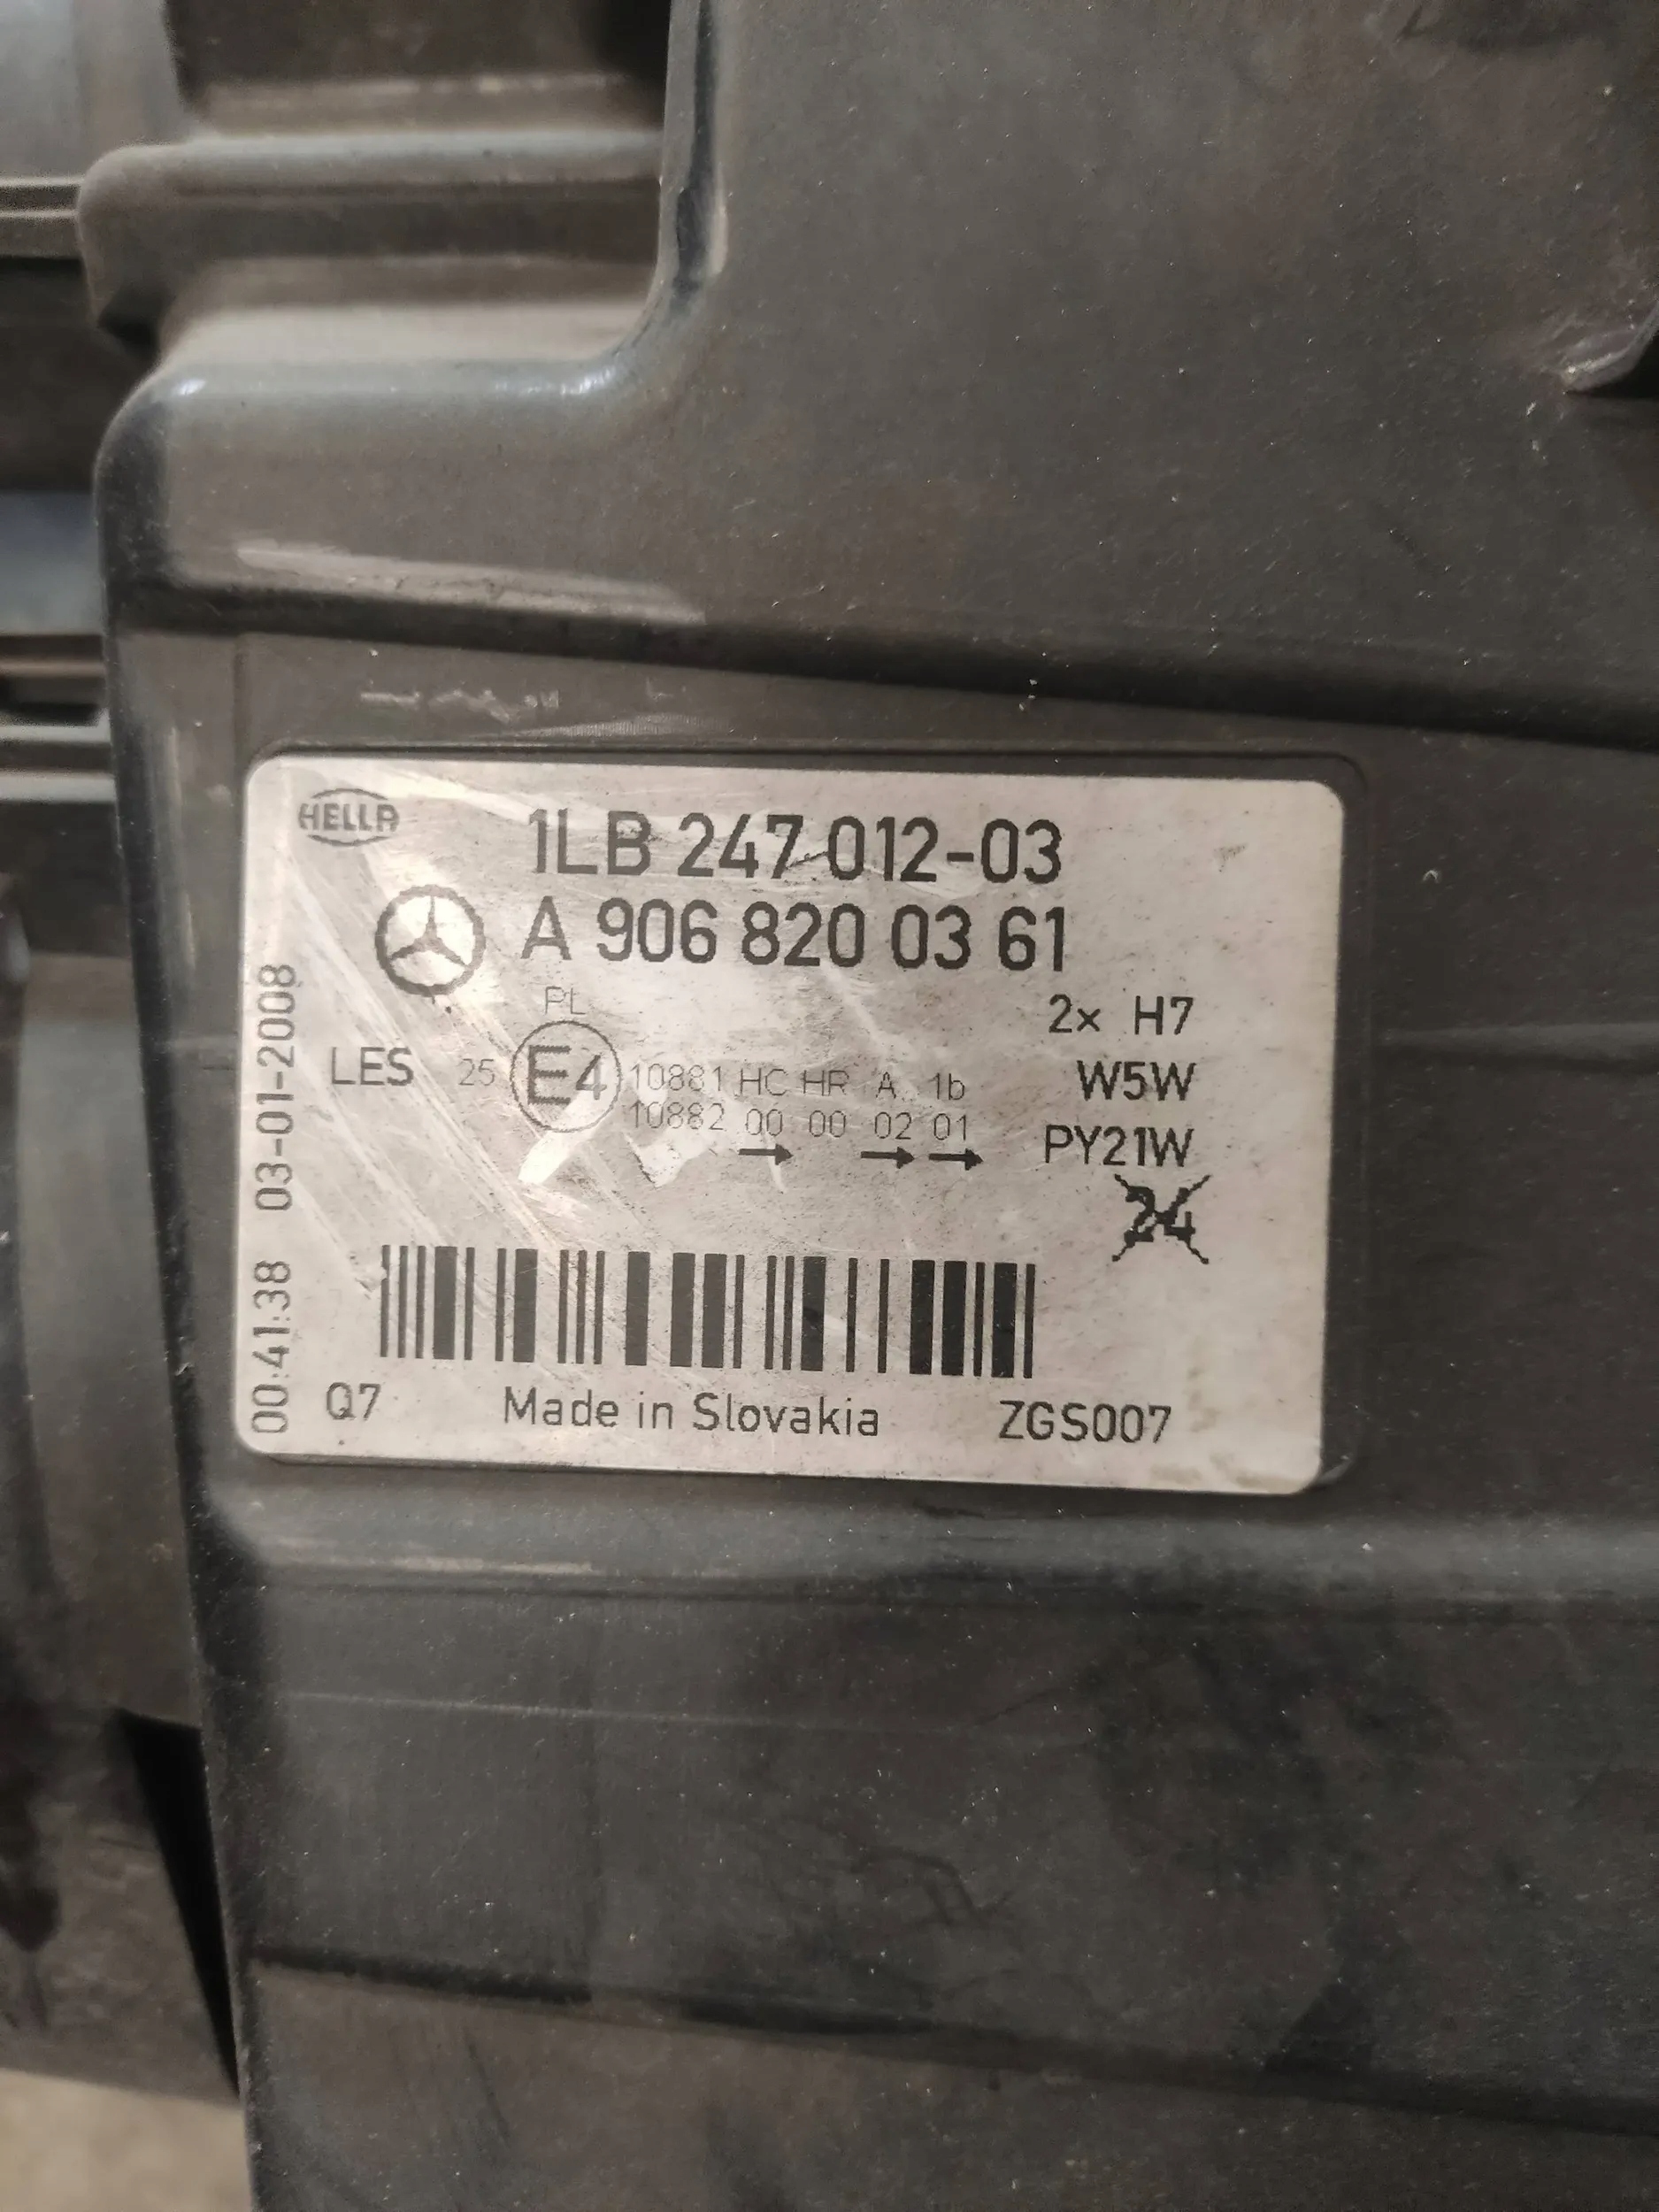 HELLA
1LB 247 012-03
A 906 820 03 61
PL
2x H7
LES 25 E4 10881 HC HR A 1b
10882 00 00 02 01
W5W
PY21W
24
00:41:38 03-01-2008
Q7 Made in Slovakia ZGS007